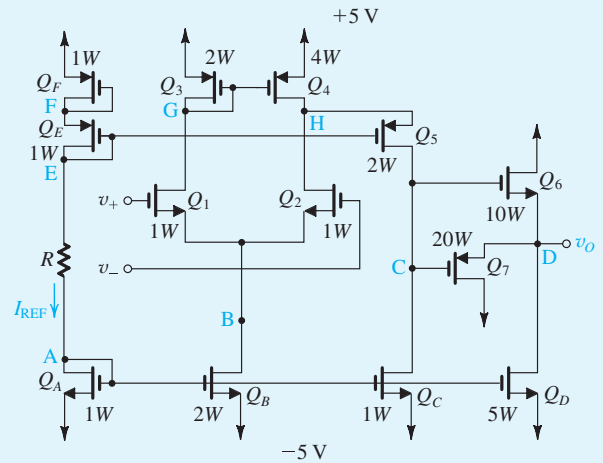 +5 V
1W
2W
4W
Q_F
Q_3
Q_4
F
G
H
Q_E
Q_5
1W
2W
E
Q_6
v_+
Q_1
Q_2
10W
1W
1W
20W
R
v_−
C
D
v_O
Q_7
I_REF
B
A
Q_A
Q_B
Q_C
Q_D
1W
2W
1W
5W
−5 V